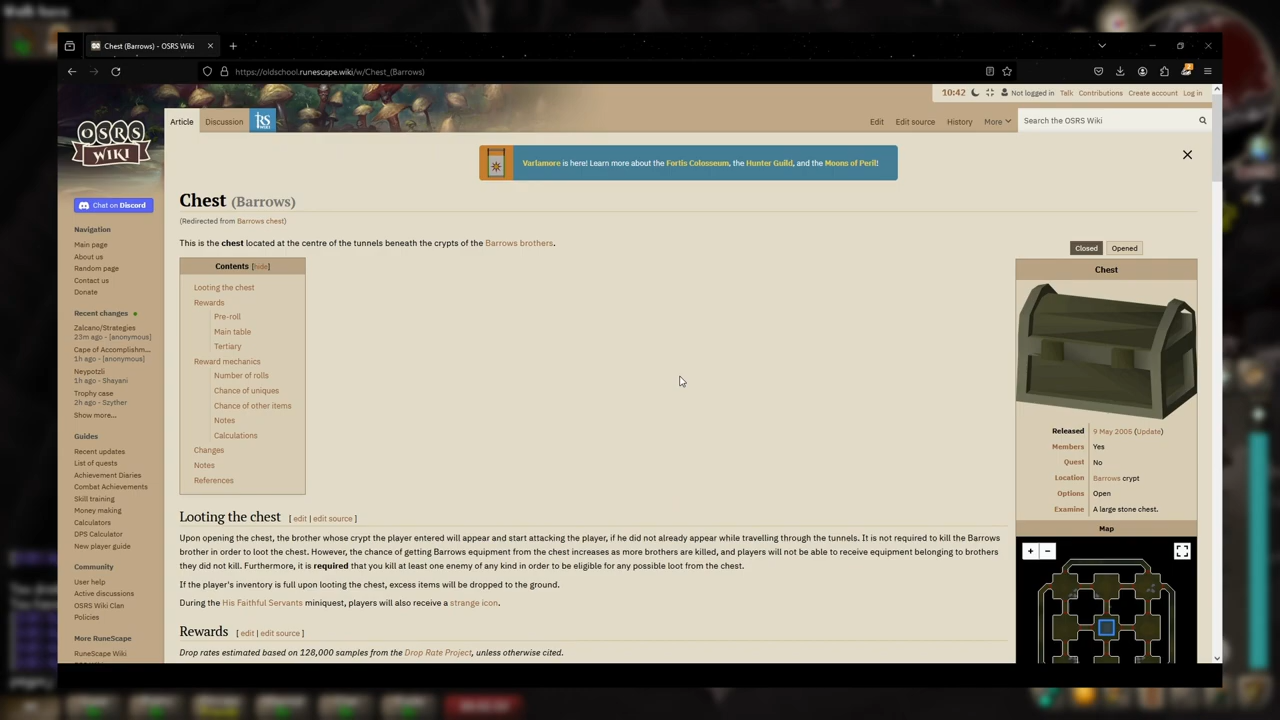 Chest (Barrows) - OSRS Wiki
https://oldschool.runescape.wiki/w/Chest_(Barrows)
10:42
Not logged in
Talk
Contributions
Create account
Log in
OSRS
WIKI
Article
Discussion
RS
WIKI
Edit
Edit source
History
More
Search the OSRS Wiki
Varlamore is here! Learn more about the Fortis Colosseum, the Hunter Guild, and the Moons of Peril!
Chat on Discord
Navigation
Main page
About us
Random page
Contact us
Donate
Recent changes
Zalcano/Strategies
23m ago - [anonymous]
Cape of Accomplishm...
1h ago - [anonymous]
Neypotzli
1h ago - Shayani
Trophy case
2h ago - Szyther
Show more...
Guides
Recent updates
List of quests
Achievement Diaries
Combat Achievements
Skill training
Money making
Calculators
DPS Calculator
New player guide
Community
User help
Active discussions
OSRS Wiki Clan
Policies
More RuneScape
RuneScape Wiki
Chest (Barrows)
(Redirected from Barrows chest)
This is the chest located at the centre of the tunnels beneath the crypts of the Barrows brothers.
Contents [hide]
Looting the chest
Rewards
Pre-roll
Main table
Tertiary
Reward mechanics
Number of rolls
Chance of uniques
Chance of other items
Notes
Calculations
Changes
Notes
References
Looting the chest [ edit | edit source ]
Upon opening the chest, the brother whose crypt the player entered will appear and start attacking the player, if he did not already appear while travelling through the tunnels. It is not required to kill the Barrows
brother in order to loot the chest. However, the chance of getting Barrows equipment from the chest increases as more brothers are killed, and players will not be able to receive equipment belonging to brothers
they did not kill. Furthermore, it is required that you kill at least one enemy of any kind in order to be eligible for any possible loot from the chest.
If the player's inventory is full upon looting the chest, excess items will be dropped to the ground.
During the His Faithful Servants miniquest, players will also receive a strange icon.
Rewards [ edit | edit source ]
Drop rates estimated based on 128,000 samples from the Drop Rate Project, unless otherwise cited.
Closed
Opened
Chest
Released 9 May 2005 (Update)
Members Yes
Quest No
Location Barrows crypt
Options Open
Examine A large stone chest.
Map